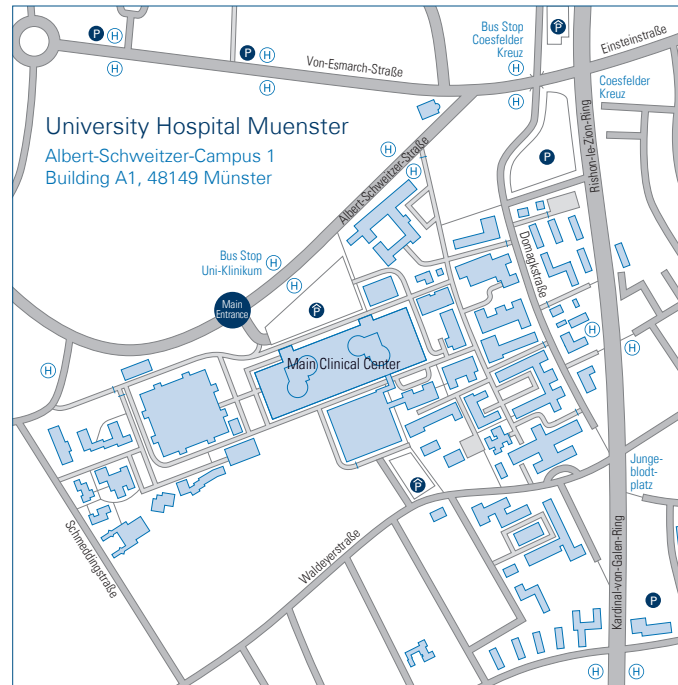 P
H
H
P
H
H
Bus Stop
Coesfelder
Kreuz
H
H
P
Einsteinstraße
Von-Esmarch-Straße
Coesfelder
Kreuz
Rishon-le-Zion-Ring
University Hospital Muenster
Albert-Schweitzer-Campus 1
Building A1, 48149 Münster
P
H
H
Albert-Schweitzer-Straße
Domagkstraße
Bus Stop
Uni-Klinikum
H
H
Main
Entrance
P
H
H
H
Main Clinical Center
Junge-
blodt-
platz
P
Schmeddingstraße
Waldeyerstraße
Kardinal-von-Galen-Ring
P
H
H